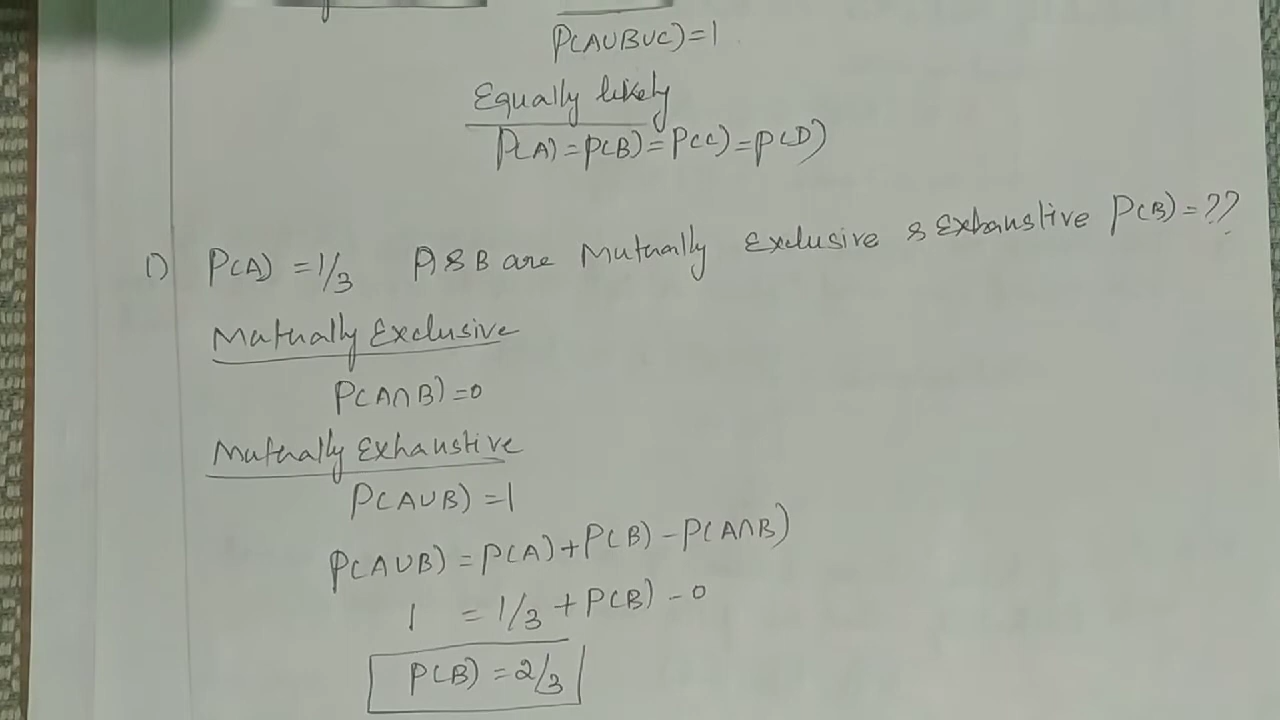 P(AUBUC)=1
Equally likely
P(A)=P(B)=P(C)=P(D)
1) P(A) =1/3 A & B are Mutually Exclusive & Exhaustive P(B)=??
Mutually Exclusive
P(A∩B)=0
Mutually Exhaustive
P(AUB)=1
P(AUB)=P(A)+P(B)-P(A∩B)
1 = 1/3 + P(B) - 0
P(B) = 2/3